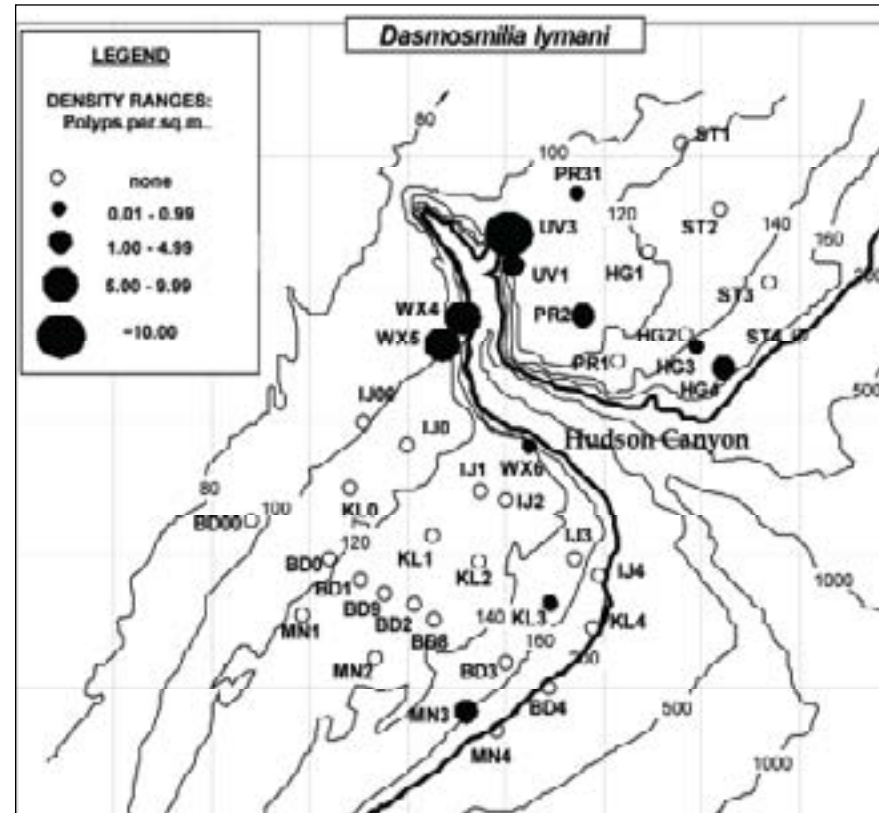 Dasmosmilia lymani
LEGEND
DENSITY RANGES:
Polyps per sq.m.
none
0.01 - 0.99
1.00 - 4.99
5.00 - 9.99
=10.00
80
ST1
100
PR31
120
UV3
ST2
140
160
HG1
UV1
ST3
200
WX4
PR2
WX5
HG2
ST4
PR1
HG3
HG4
500
IJ00
IJ0
Hudson Canyon
80
IJ1
WX6
KL0
IJ2
BD00
100
120
KL1
IJ3
BD0
KL2
IJ4
1000
BD1
BD9
BD2
KL3
KL4
MN1
BD8
140
160
MN2
BD3
200
BD4
MN3
500
MN4
1000